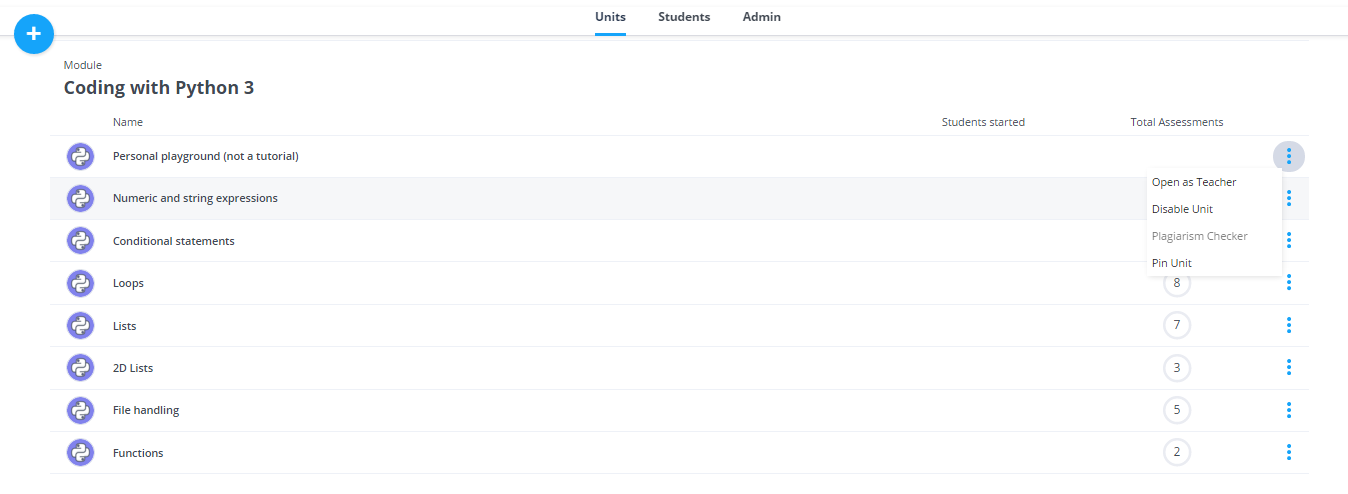 Units Students Admin
+
Module
Coding with Python 3
Name Students started Total Assessments
Personal playground (not a tutorial)
Open as Teacher
Numeric and string expressions
Disable Unit
Conditional statements
Plagiarism Checker
Pin Unit
Loops 8
Lists 7
2D Lists 3
File handling 5
Functions 2